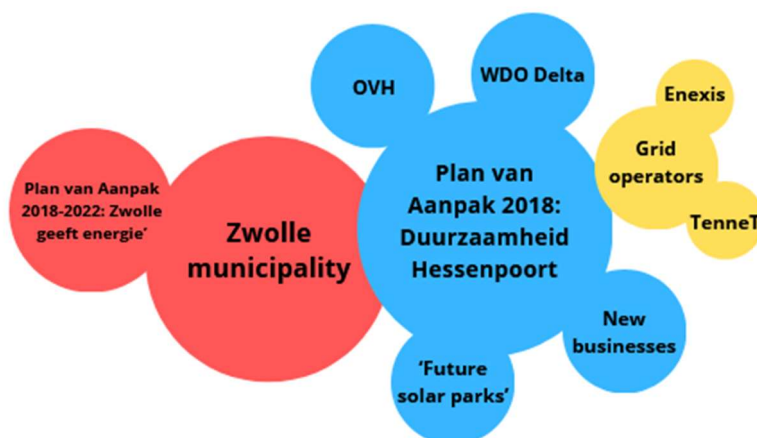 Plan van Aanpak
2018-2022: Zwolle
geeft energie’
Zwolle
municipality
OVH
WDO Delta
Plan van
Aanpak 2018:
Duurzaamheid
Hessenpoort
Enexis
Grid
operators
TenneT
New
businesses
‘Future
solar parks’